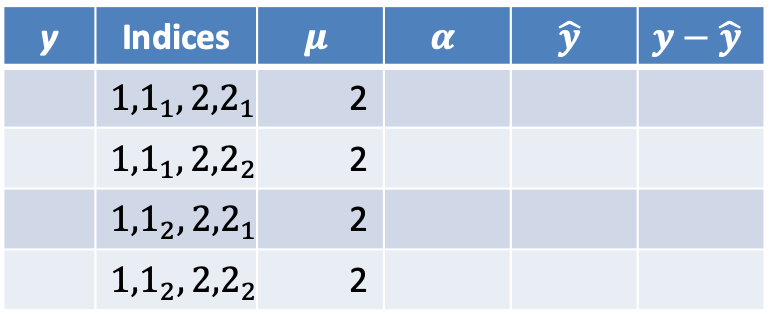 y Indices μ α ŷ y − ŷ
1,1₁, 2,2₁ 2
1,1₁, 2,2₂ 2
1,1₂, 2,2₁ 2
1,1₂, 2,2₂ 2